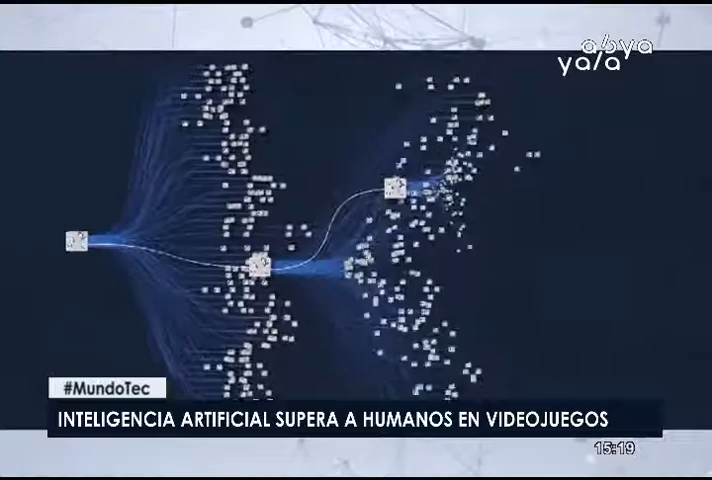 abya
yala
#MundoTec
INTELIGENCIA ARTIFICIAL SUPERA A HUMANOS EN VIDEOJUEGOS
15:19